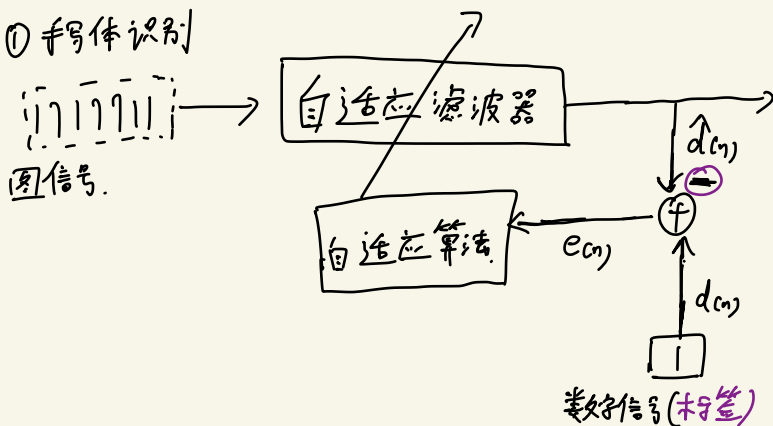 ① 手写体识别
自适应滤波器
图信号.
d̂(n)
−
+
自适应算法.
e(n)
d(n)
1
数字信号(标签)